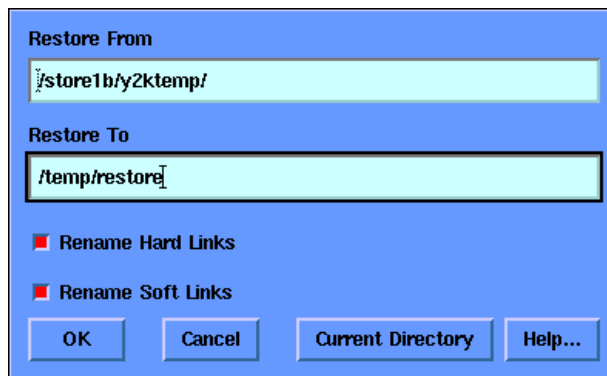 Restore From
/store1b/y2ktemp/
Restore To
/temp/restore
Rename Hard Links
Rename Soft Links
OK Cancel Current Directory Help...